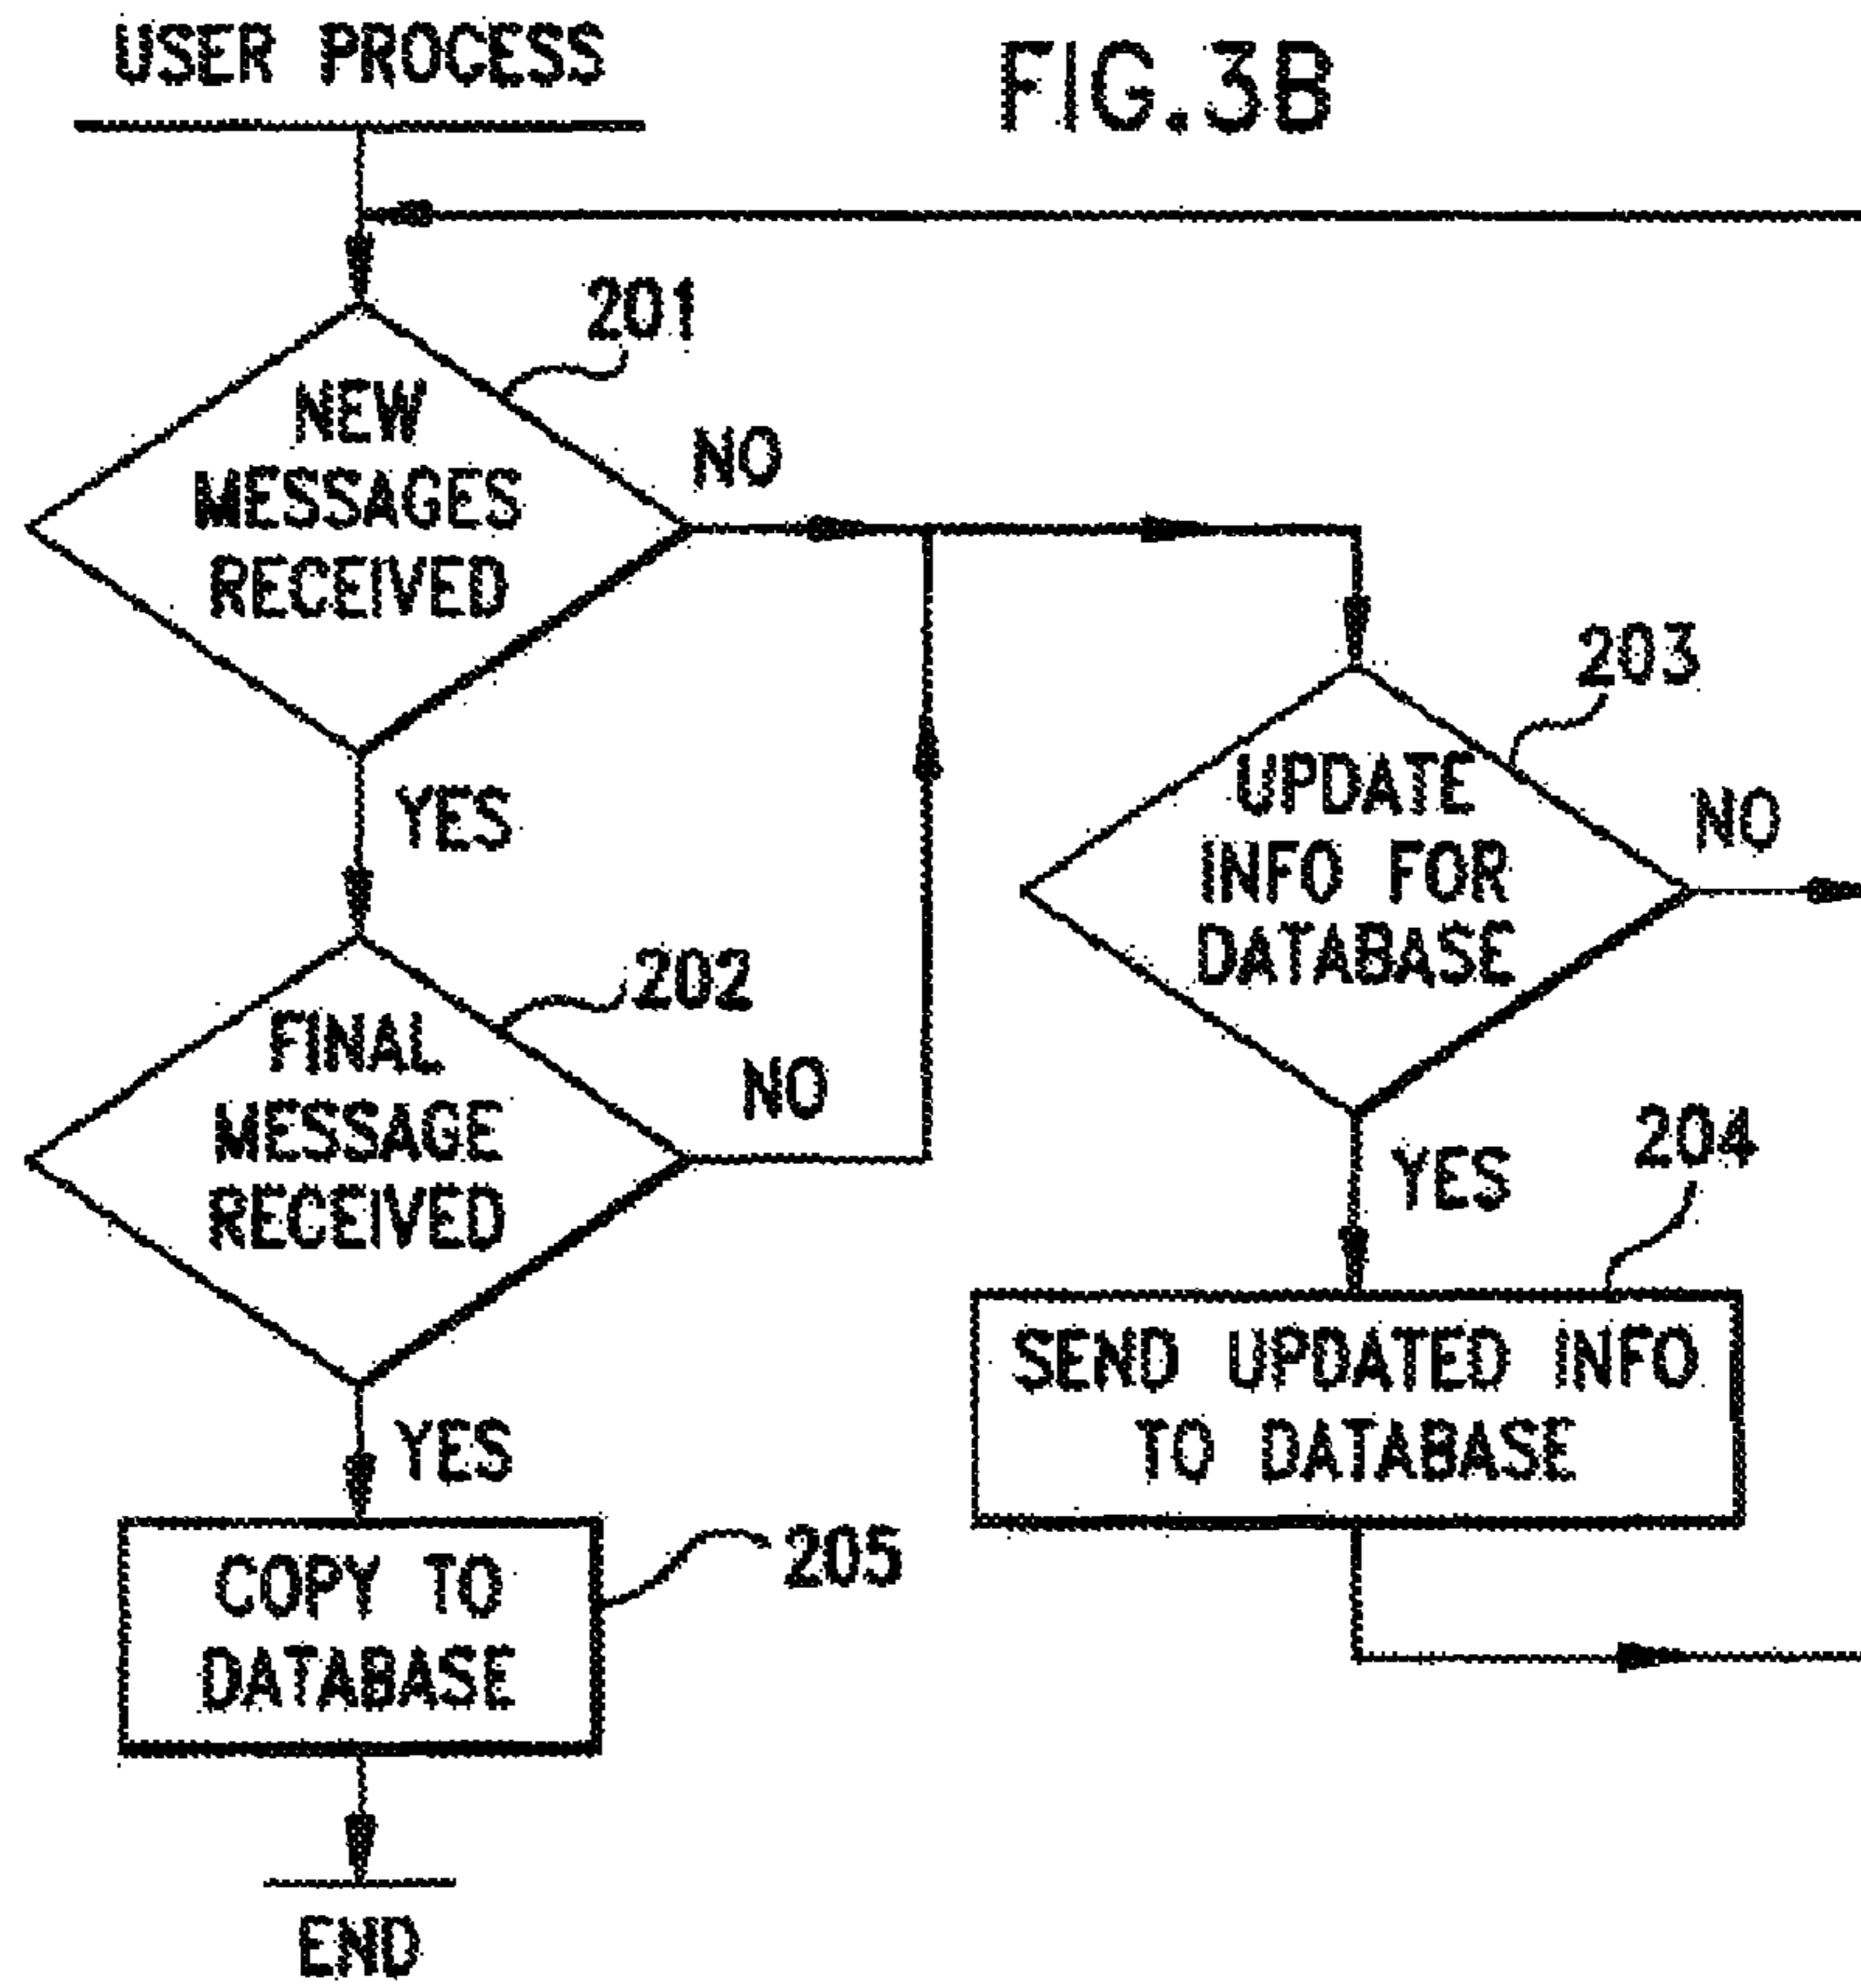 USER PROCESS
FIG.3B
201
NEW
MESSAGES
RECEIVED
NO
YES
203
UPDATE
INFO FOR
DATABASE
NO
202
FINAL
MESSAGE
RECEIVED
NO
YES
204
SEND UPDATED INFO
TO DATABASE
YES
COPY TO
DATABASE
205
END